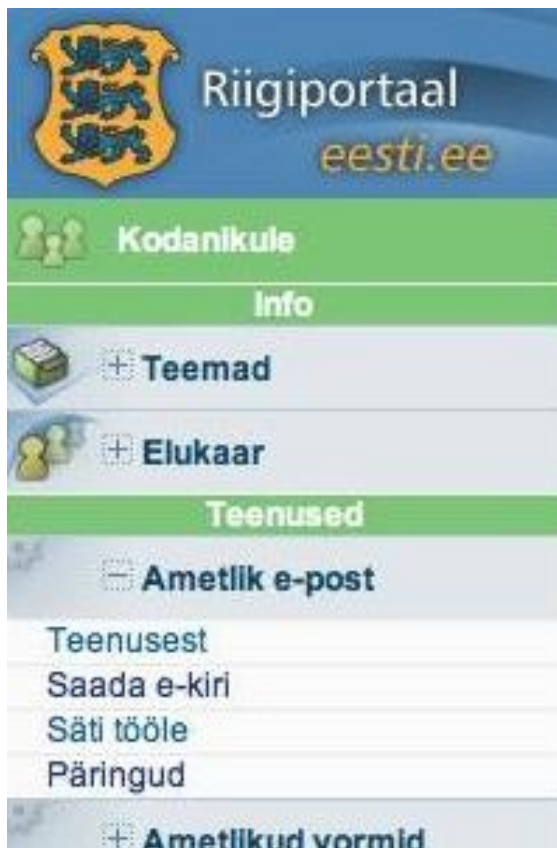 Riigiportaal
eesti.ee
Kodanikule
Info
Teemad
Elukaar
Teenused
Ametlik e-post
Teenusest
Saada e-kiri
Säti tööle
Päringud
Ametlikud vormid